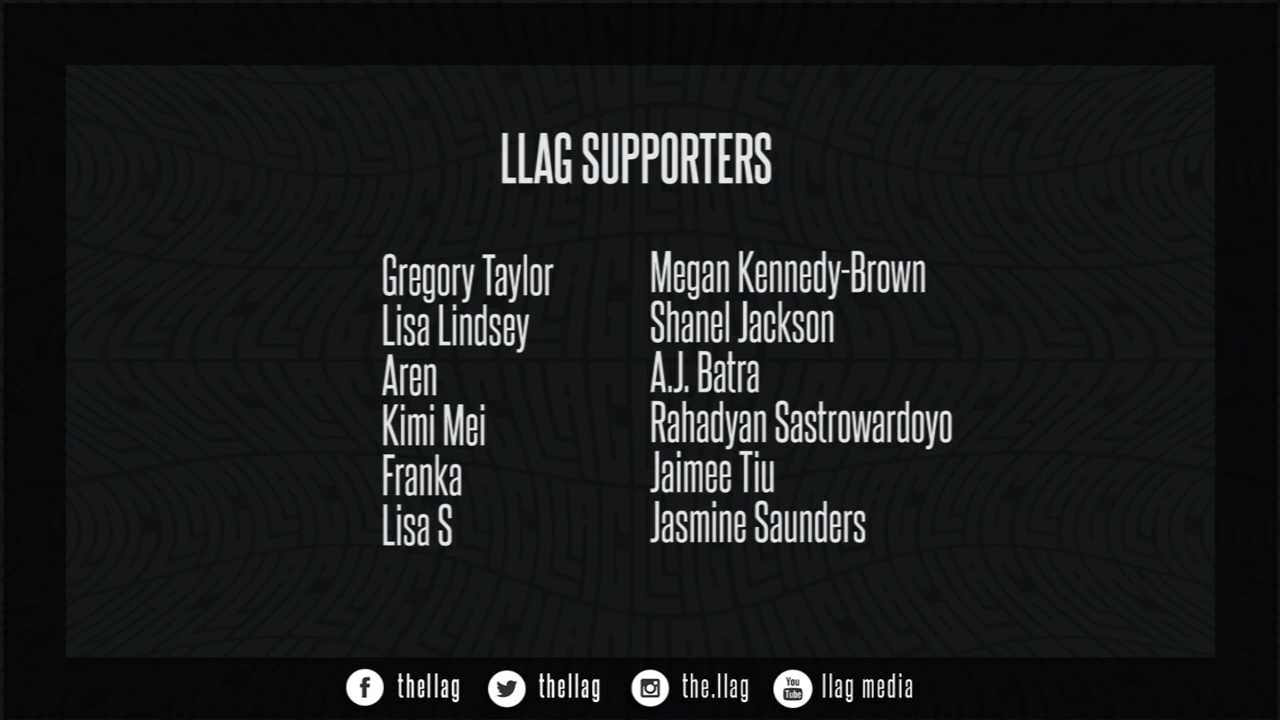 LLAG SUPPORTERS
Gregory Taylor
Lisa Lindsey
Aren
Kimi Mei
Franka
Lisa S
Megan Kennedy-Brown
Shanel Jackson
A.J. Batra
Rahadyan Sastrowardoyo
Jaimee Tiu
Jasmine Saunders
thellag thellag the.llag You Tube llag media